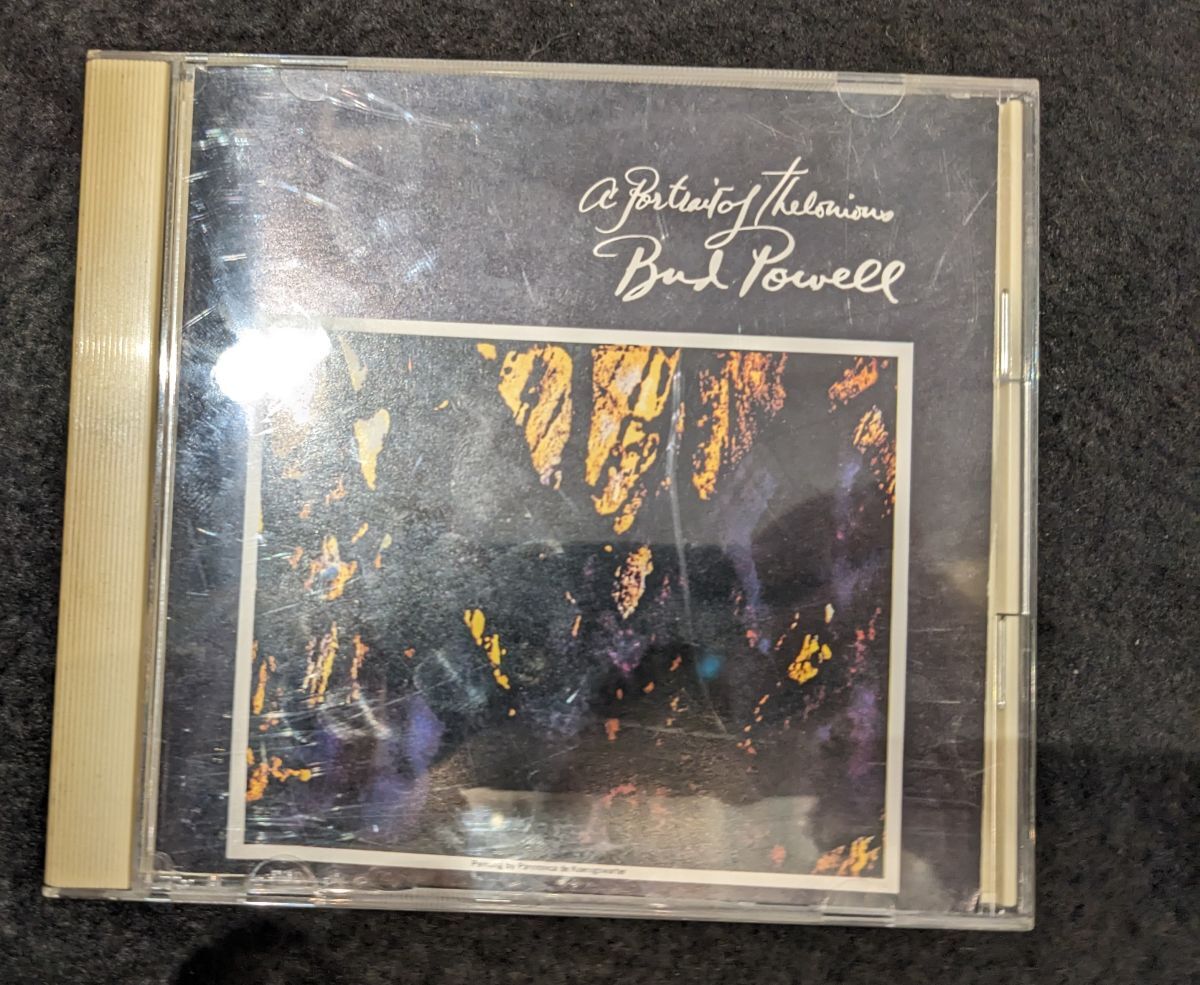 A Portrait of Thelonious
Bud Powell
Painting by Pannonica de Koenigswarter